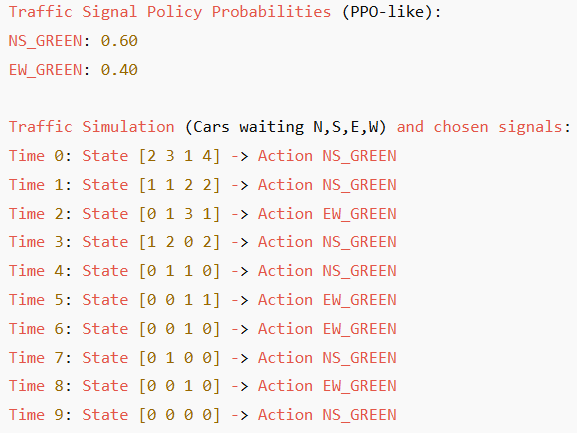 Traffic Signal Policy Probabilities (PPO-like):
NS_GREEN: 0.60
EW_GREEN: 0.40
Traffic Simulation (Cars waiting N,S,E,W) and chosen signals:
Time 0: State [2 3 1 4] -> Action NS_GREEN
Time 1: State [1 1 2 2] -> Action NS_GREEN
Time 2: State [0 1 3 1] -> Action EW_GREEN
Time 3: State [1 2 0 2] -> Action NS_GREEN
Time 4: State [0 1 1 0] -> Action NS_GREEN
Time 5: State [0 0 1 1] -> Action EW_GREEN
Time 6: State [0 0 1 0] -> Action EW_GREEN
Time 7: State [0 1 0 0] -> Action NS_GREEN
Time 8: State [0 0 1 0] -> Action EW_GREEN
Time 9: State [0 0 0 0] -> Action NS_GREEN